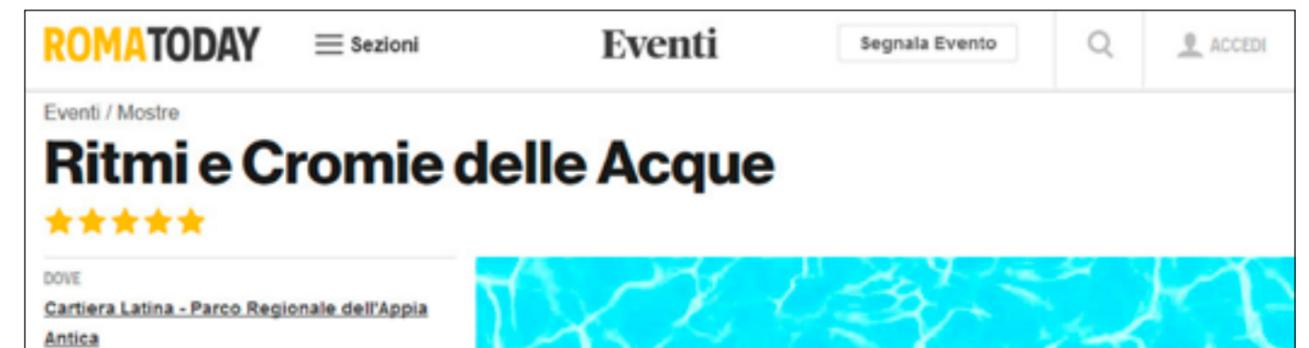 ROMATODAY Sezioni Eventi Segnala Evento ACCEDI
Eventi / Mostre
Ritmi e Cromie delle Acque
DOVE
Cartiera Latina - Parco Regionale dell'Appia
Antica